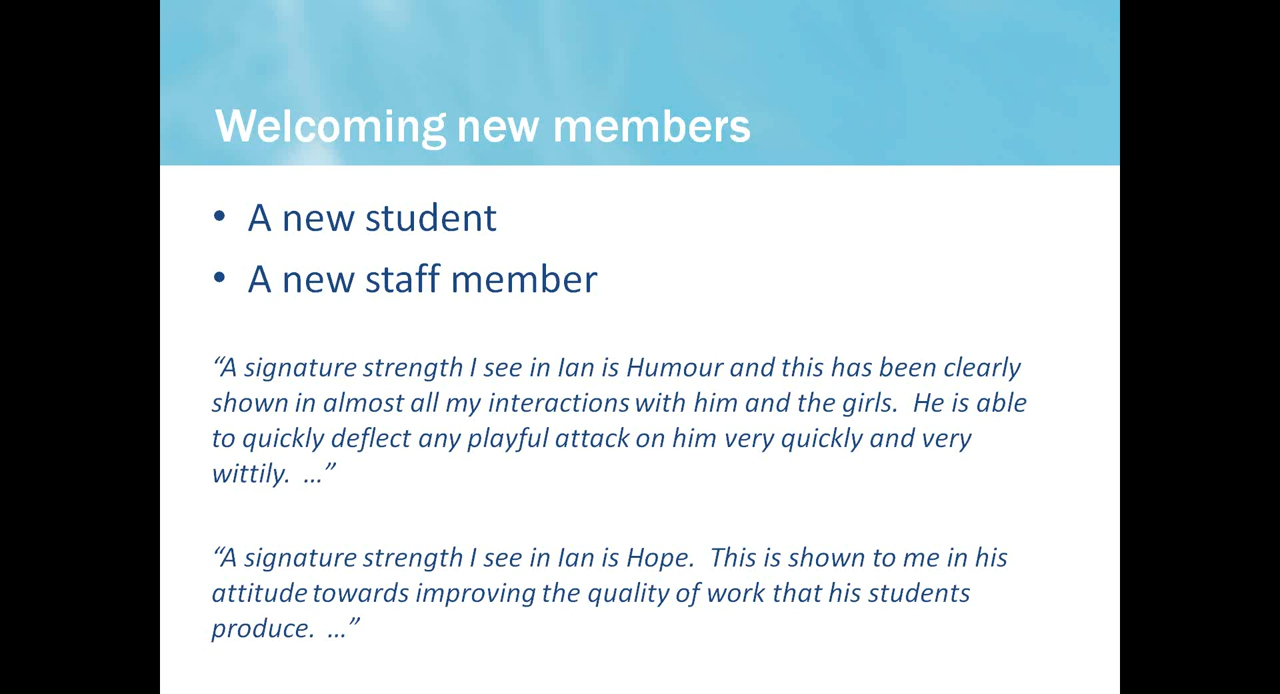 Welcoming new members
• A new student
• A new staff member
“A signature strength I see in Ian is Humour and this has been clearly
shown in almost all my interactions with him and the girls.  He is able
to quickly deflect any playful attack on him very quickly and very
wittily.  …”
“A signature strength I see in Ian is Hope.  This is shown to me in his
attitude towards improving the quality of work that his students
produce.  …”